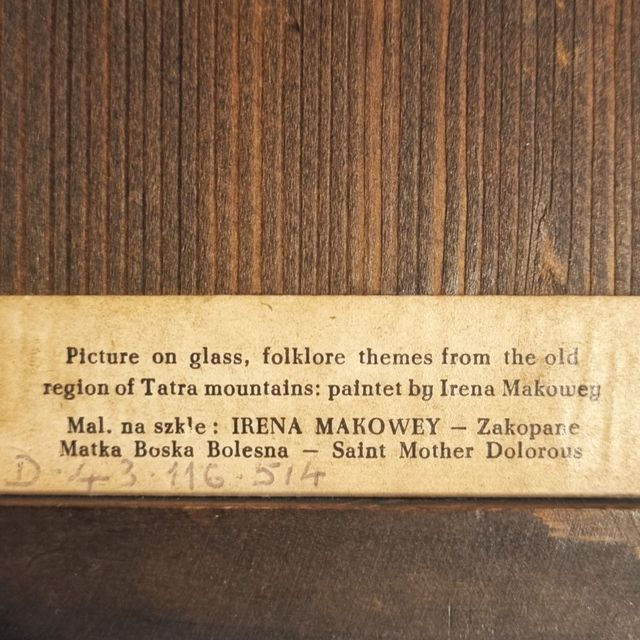 Picture on glass, folklore themes from the old
region of Tatra mountains: paintet by Irena Makowey
Mal. na szkle: IRENA MAKOWEY – Zakopane
Matka Boska Bolesna – Saint Mother Dolorous
D-43-116-514